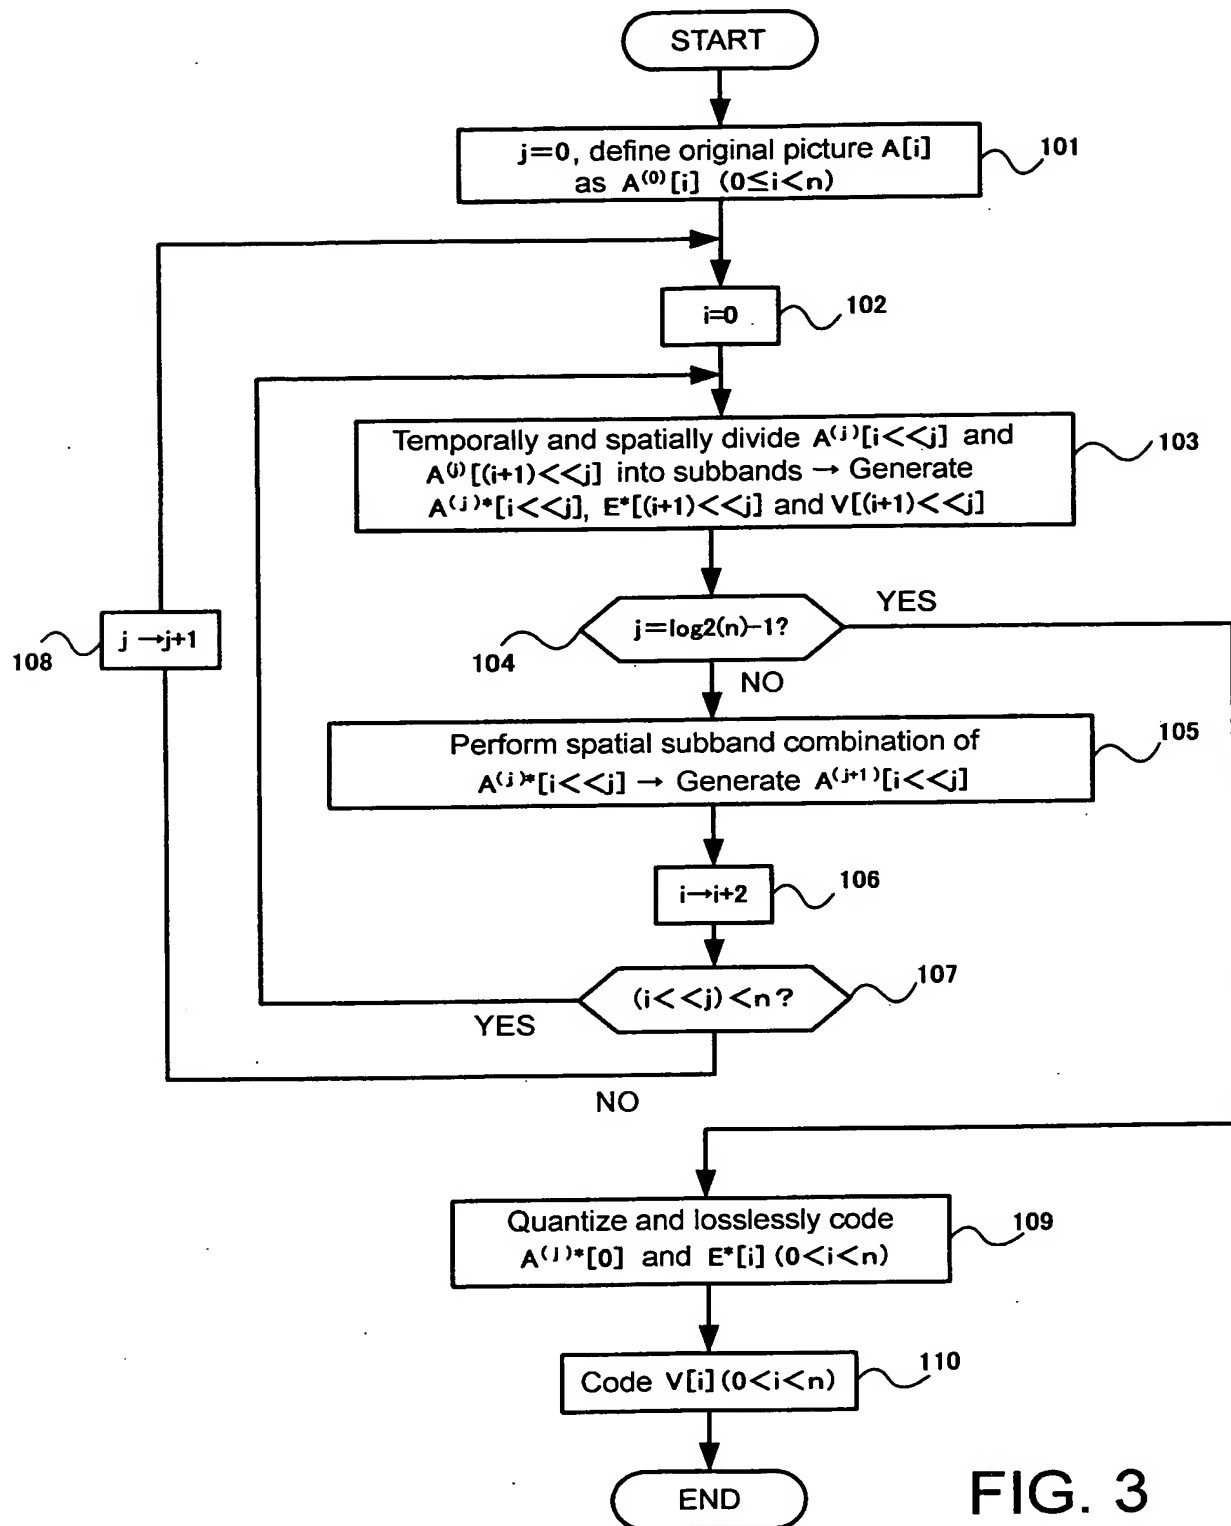 START
j=0, define original picture A[i]
as A(0)[i] (0≤i<n)
101
i=0
102
Temporally and spatially divide A(j)[i<<j] and
A(j)[(i+1)<<j] into subbands → Generate
A(j)*[i<<j], E*[(i+1)<<j] and V[(i+1)<<j]
103
j=log2(n)-1?
YES
104
NO
j →j+1
108
Perform spatial subband combination of
A(j)*[i<<j] → Generate A(j+1)[i<<j]
105
i→i+2
106
(i<<j)<n?
107
YES
NO
Quantize and losslessly code
A(j)*[0] and E*[i](0<i<n)
109
Code V[i](0<i<n)
110
END
FIG. 3